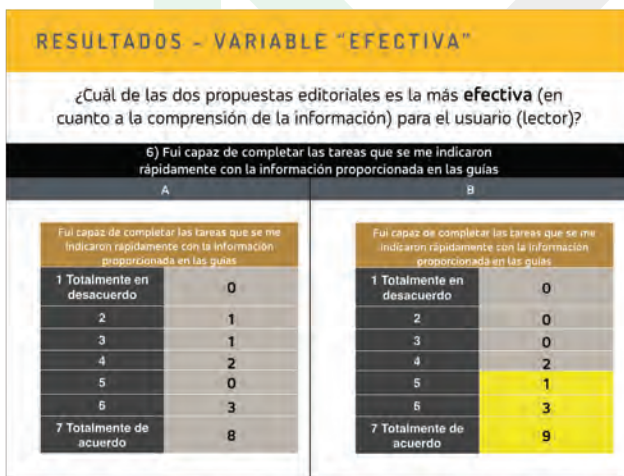 RESULTADOS - VARIABLE "EFECTIVA"
¿Cuál de las dos propuestas editoriales es la más efectiva (en
cuanto a la comprensión de la información) para el usuario (lector)?
6) Fui capaz de completar las tareas que se me indicaron
rápidamente con la información proporcionada en las guías
A
B
Fui capaz de completar las tareas que se me
indicaron rápidamente con la información
proporcionada en las guías
1 Totalmente en
desacuerdo
0
2
1
3
1
4
2
5
0
6
3
7 Totalmente de
acuerdo
8
Fui capaz de completar las tareas que se me
indicaron rápidamente con la información
proporcionada en las guías
1 Totalmente en
desacuerdo
0
2
0
3
0
4
2
5
1
6
3
7 Totalmente de
acuerdo
9